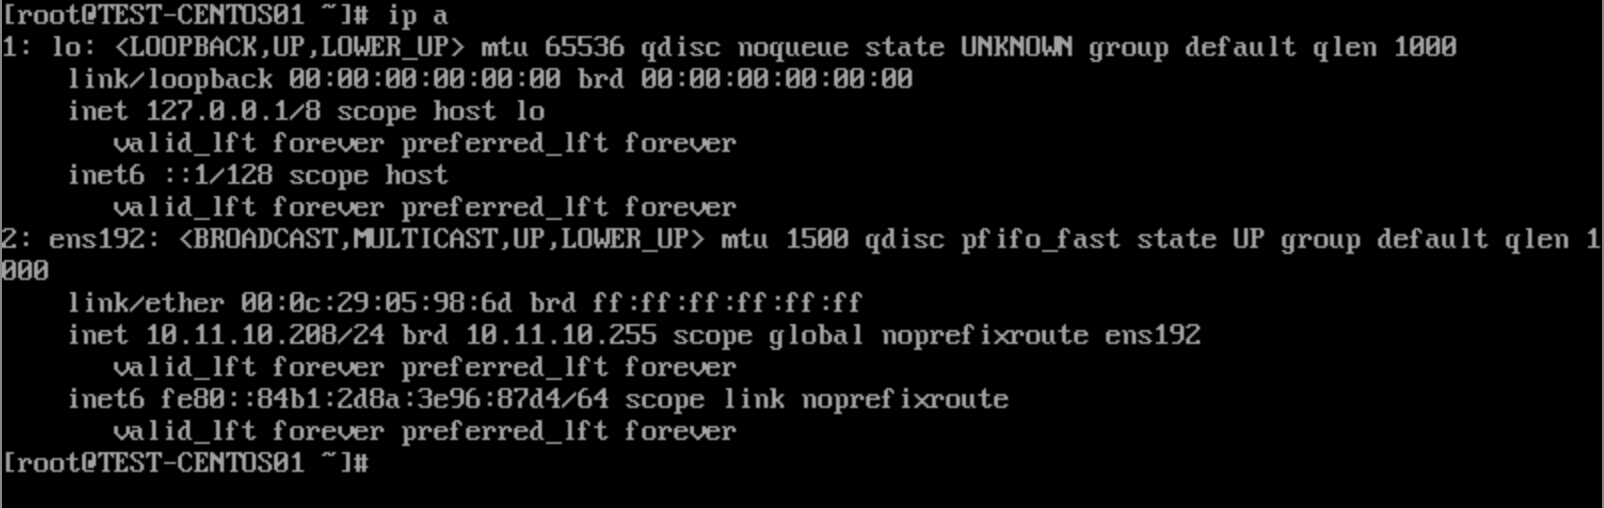 [root@TEST-CENTOS01 ~]# ip a
1: lo: <LOOPBACK,UP,LOWER_UP> mtu 65536 qdisc noqueue state UNKNOWN group default qlen 1000
link/loopback 00:00:00:00:00:00 brd 00:00:00:00:00:00
inet 127.0.0.1/8 scope host lo
valid_lft forever preferred_lft forever
inet6 ::1/128 scope host
valid_lft forever preferred_lft forever
2: ens192: <BROADCAST,MULTICAST,UP,LOWER_UP> mtu 1500 qdisc pfifo_fast state UP group default qlen 1
000
link/ether 00:0c:29:05:98:6d brd ff:ff:ff:ff:ff:ff
inet 10.11.10.208/24 brd 10.11.10.255 scope global noprefixroute ens192
valid_lft forever preferred_lft forever
inet6 fe80::84b1:2d8a:3e96:87d4/64 scope link noprefixroute
valid_lft forever preferred_lft forever
[root@TEST-CENTOS01 ~]#